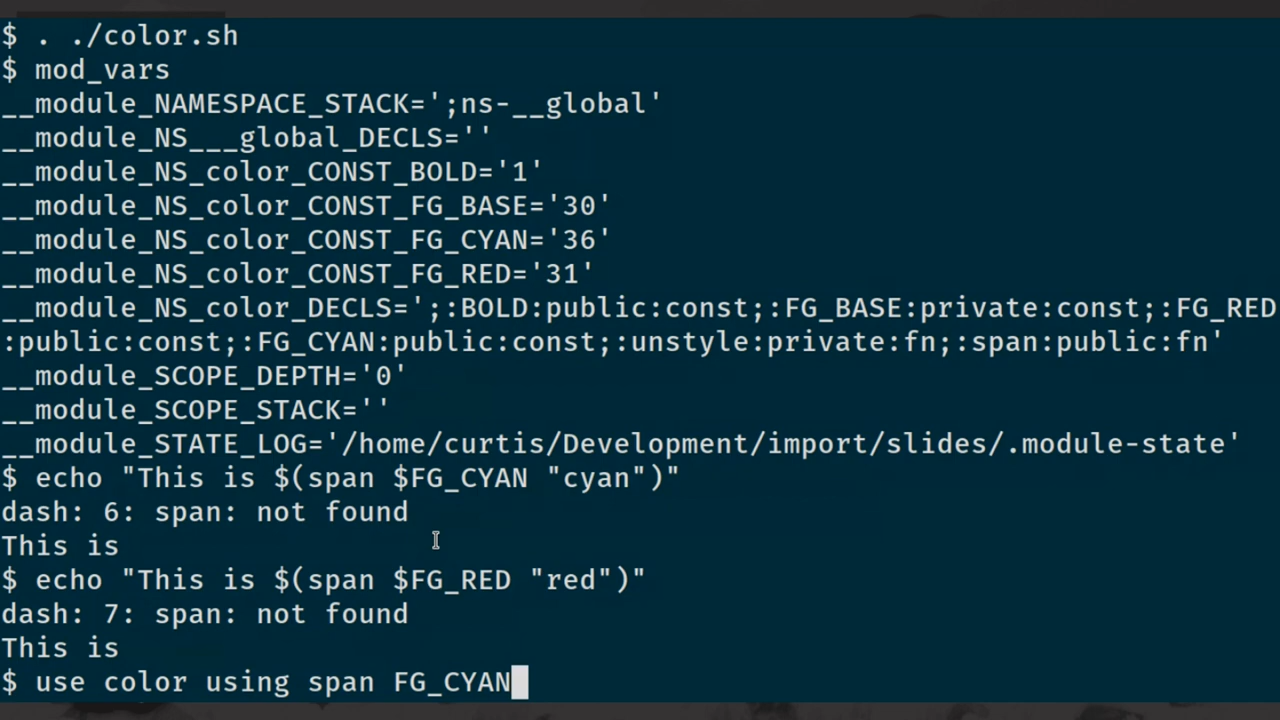 $ . ./color.sh
$ mod_vars
__module_NAMESPACE_STACK=';ns-__global'
__module_NS___global_DECLS=''
__module_NS_color_CONST_BOLD='1'
__module_NS_color_CONST_FG_BASE='30'
__module_NS_color_CONST_FG_CYAN='36'
__module_NS_color_CONST_FG_RED='31'
__module_NS_color_DECLS=';:BOLD:public:const;:FG_BASE:private:const;:FG_RED
:public:const;:FG_CYAN:public:const;:unstyle:private:fn;:span:public:fn'
__module_SCOPE_DEPTH='0'
__module_SCOPE_STACK=''
__module_STATE_LOG='/home/curtis/Development/import/slides/.module-state'
$ echo "This is $(span $FG_CYAN "cyan")"
dash: 6: span: not found
This is
$ echo "This is $(span $FG_RED "red")"
dash: 7: span: not found
This is
$ use color using span FG_CYAN